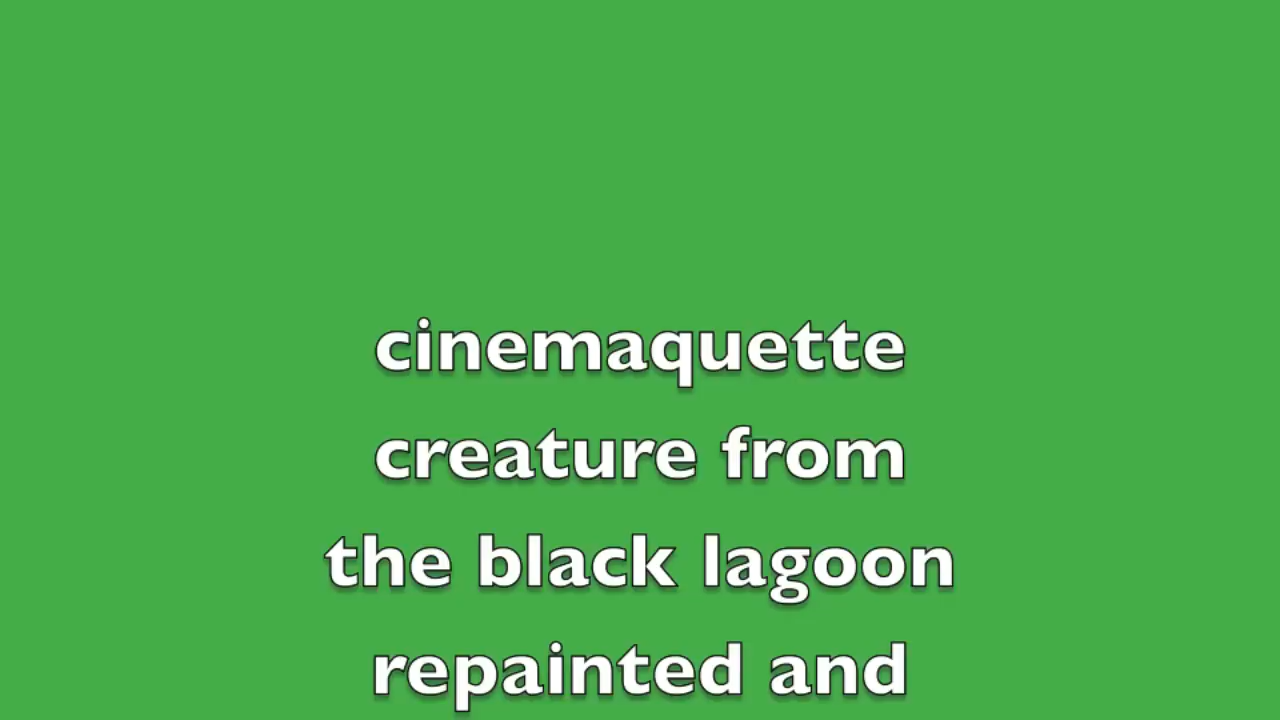 cinemaquette
creature from
the black lagoon
repainted and